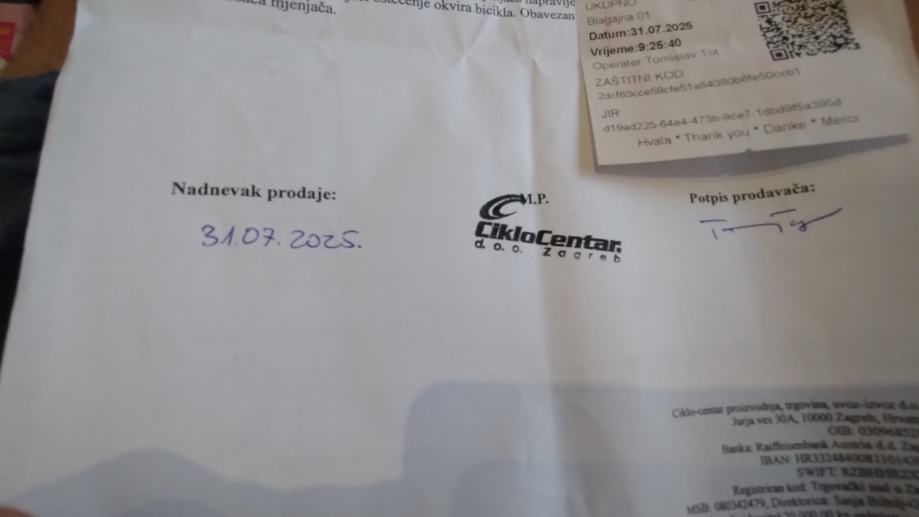 mjenjača.
oštećenje okvira bicikla. Obavezan
UKUPNO
Blagajna 01
Datum:31.07.2025
Vrijeme:9:25:40
Operater Tomislav Tot
ZAŠTITNI KOD
2dcf63cce59cfe51a84080b6fe50ccb1
JIR
d19ad225-64e4-473b-9ce7-1dbd9f5a395d
Hvala * Thank you * Danke * Merci
Nadnevak prodaje:
31.07.2025.
M.P.
CikloCentar
d. o. o. Zagreb
Potpis prodavača:
Ciklo-centar proizvodnja, trgovina, uvoz-izvoz d.o.
Jurja ves 30A, 10000 Zagreb,
OIB:
Banka: Raiffeisenbank Austria d.d.
IBAN:
SWIFT:
Registriran kod: Trgovački sud u
MSB: 080342479, Direktorica: Sanja